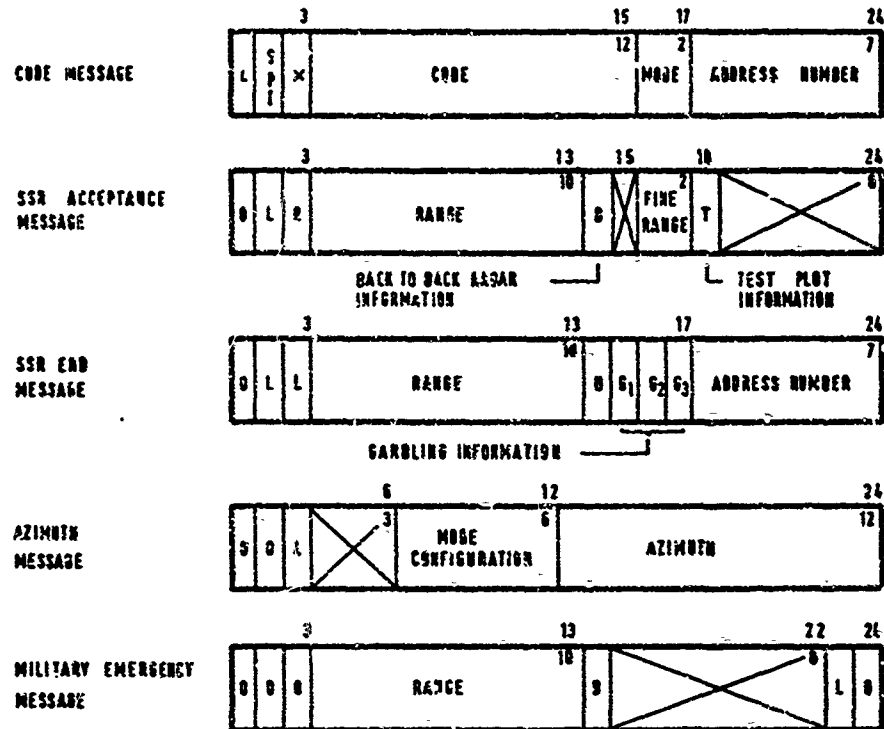 3 15 17 24
CODE MESSAGE L SPI X CODE 12 MODE 2 ADDRESS NUMBER 7
3 13 15 18 24
SSR ACCEPTANCE
MESSAGE
0 L RANGE 10 B FINE
RANGE 2 T 6
BACK TO BACK RADAR
INFORMATION
TEST PLOT
INFORMATION
3 13 17 24
SSR END
MESSAGE
0 L L RANGE 10 B G1 G2 G3 ADDRESS NUMBER 7
GARBLING INFORMATION
6 12 24
AZIMUTH
MESSAGE
0 3 MODE
CONFIGURATION 6 AZIMUTH 12
3 13 22 24
MILITARY EMERGENCY
MESSAGE
0 0 0 RANGE 10 B 8 L